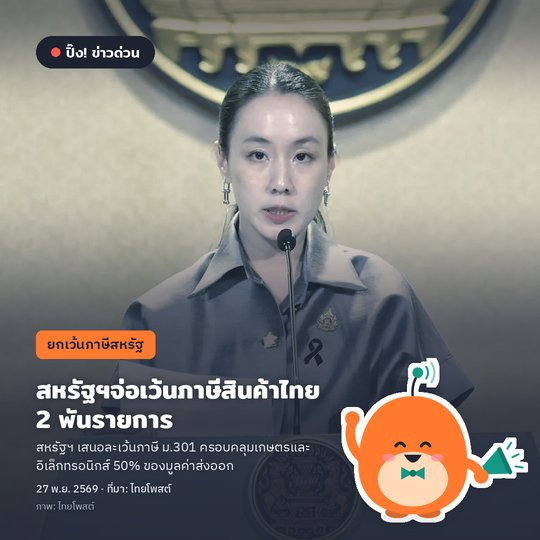 ปิ๊ง! ข่าวด่วน
ยกเว้นภาษีสหรัฐ
สหรัฐฯจ่อเว้นภาษีสินค้าไทย
2 พันรายการ
สหรัฐฯ เสนอละเว้นภาษี ม.301 ครอบคลุมเกษตรและ
อิเล็กทรอนิกส์ 50% ของมูลค่าส่งออก
27 พ.ย. 2569 · ที่มา: ไทยโพสต์
ภาพ: ไทยโพสต์